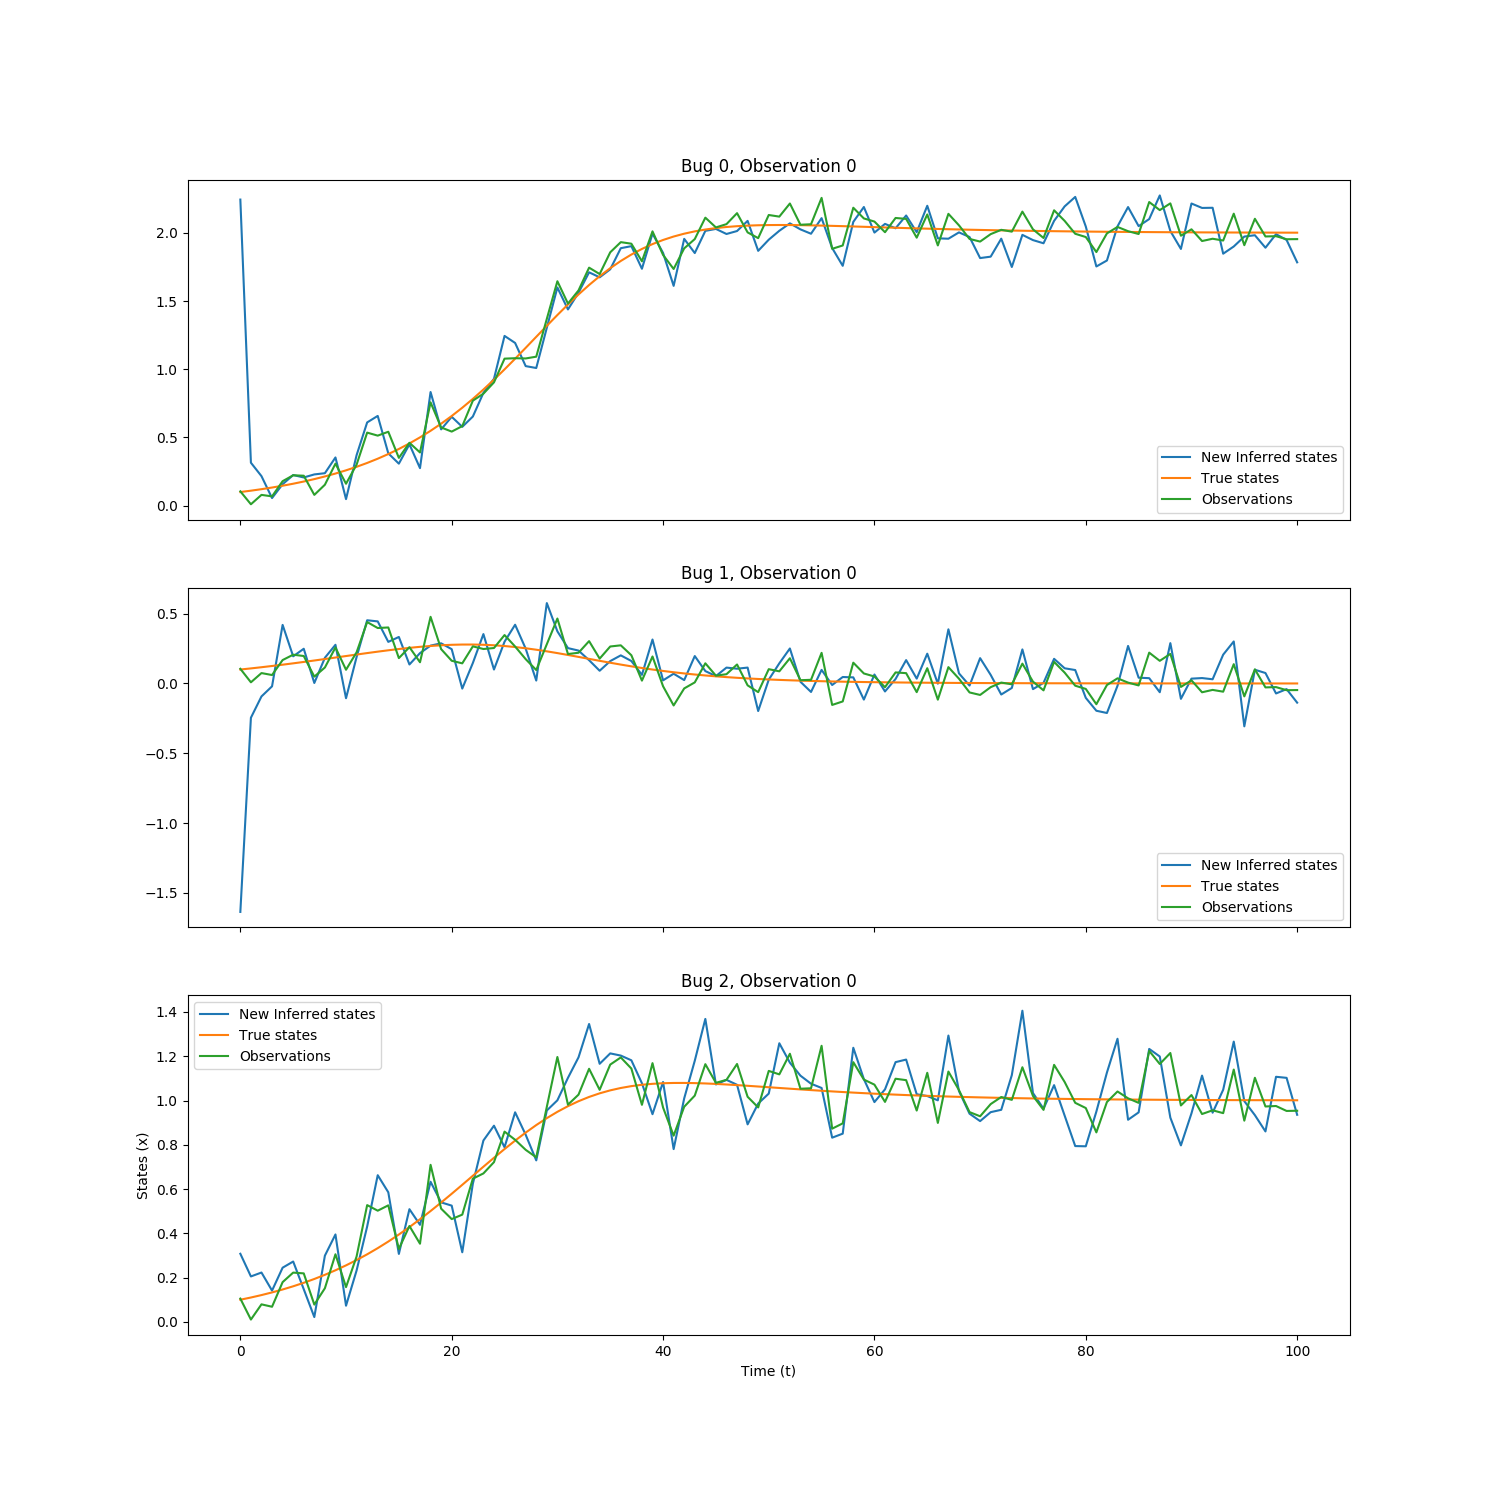 Bug 0, Observation 0
2.0
1.5
1.0
0.5
0.0
New Inferred states
True states
Observations
Bug 1, Observation 0
0.5
0.0
−0.5
−1.0
−1.5
New Inferred states
True states
Observations
Bug 2, Observation 0
1.4
1.2
1.0
0.8
0.6
0.4
0.2
0.0
States (x)
New Inferred states
True states
Observations
0 20 40 60 80 100
Time (t)